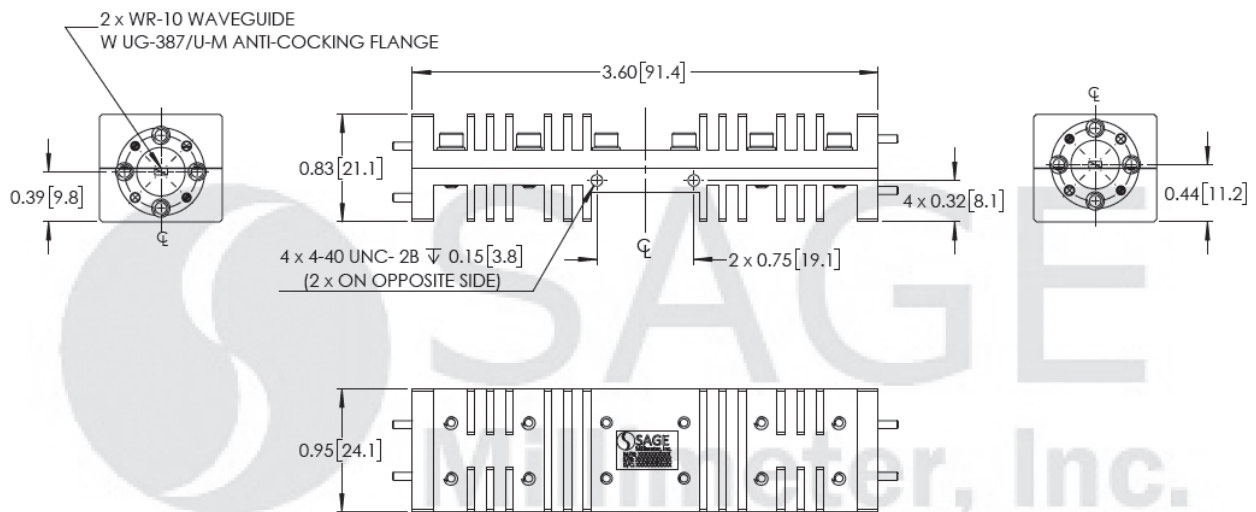 2 x WR-10 WAVEGUIDE
W UG-387/U-M ANTI-COCKING FLANGE
3.60[91.4]
0.83[21.1]
0.39[9.8]
4 x 0.32[8.1]
0.44[11.2]
4 x 4-40 UNC- 2B ↧ 0.15[3.8]
(2 x ON OPPOSITE SIDE)
2 x 0.75[19.1]
SAGE
Millimeter, Inc.
0.95[24.1]
SAGE
Millimeter, Inc.